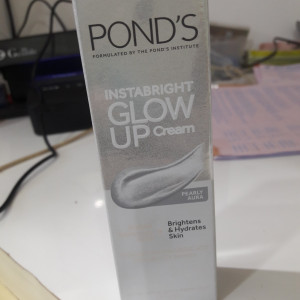 POND'S
FORMULATED BY THE POND'S INSTITUTE
INSTABRIGHT
GLOW
UP Cream
PEARLY
AURA
Brightens
& Hydrates
Skin